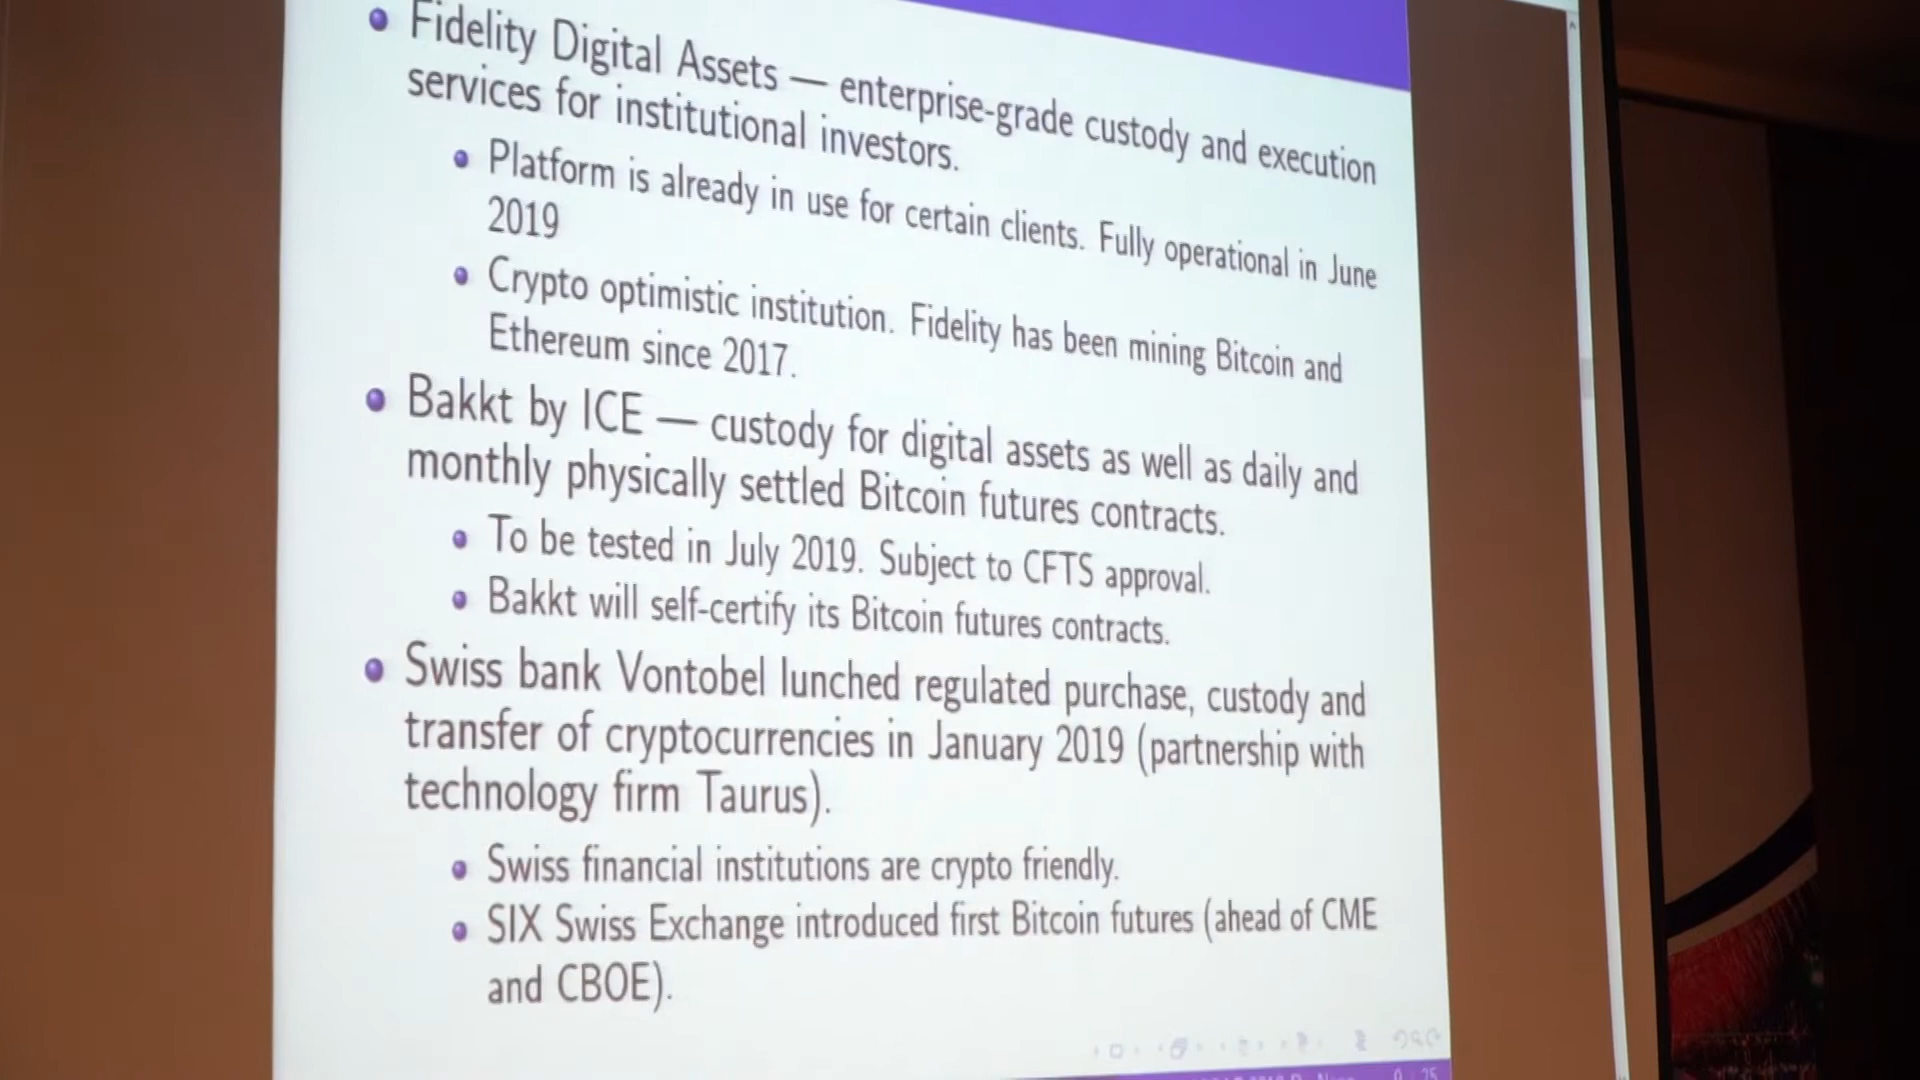 Fidelity Digital Assets — enterprise-grade custody and execution
services for institutional investors.
Platform is already in use for certain clients. Fully operational in June
2019
Crypto optimistic institution. Fidelity has been mining Bitcoin and
Ethereum since 2017.
Bakkt by ICE — custody for digital assets as well as daily and
monthly physically settled Bitcoin futures contracts.
To be tested in July 2019. Subject to CFTS approval.
Bakkt will self-certify its Bitcoin futures contracts.
Swiss bank Vontobel lunched regulated purchase, custody and
transfer of cryptocurrencies in January 2019 (partnership with
technology firm Taurus).
Swiss financial institutions are crypto friendly.
SIX Swiss Exchange introduced first Bitcoin futures (ahead of CME
and CBOE).